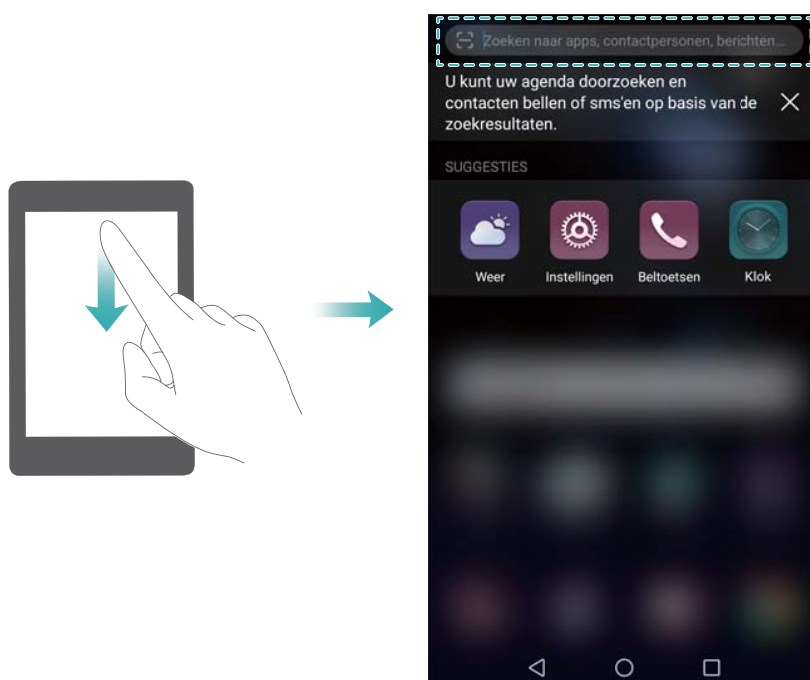 Zoeken naar apps, contactpersonen, berichten...
U kunt uw agenda doorzoeken en
contacten bellen of sms'en op basis van de
zoekresultaten.
SUGGESTIES
Weer Instellingen Beltoetsen Klok